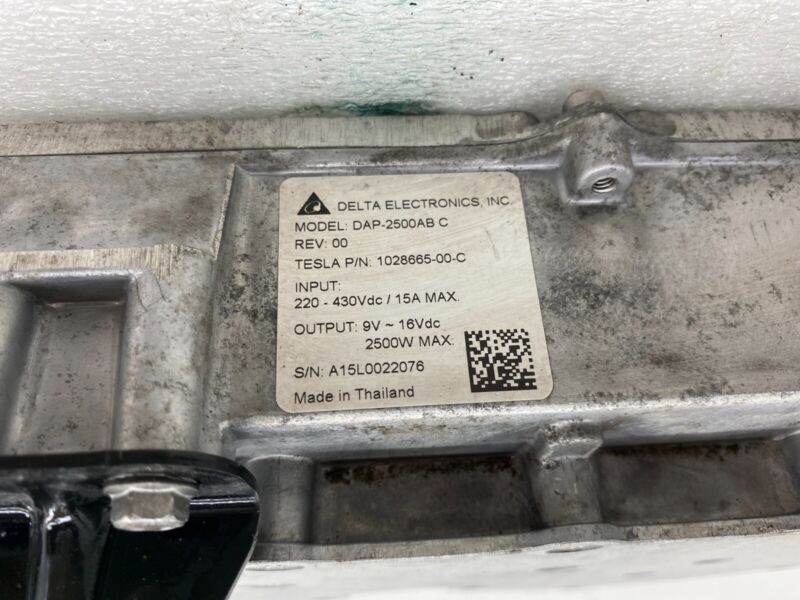 DELTA ELECTRONICS, INC
MODEL: DAP-2500AB C
REV: 00
TESLA P/N: 1028665-00-C
INPUT:
220 - 430Vdc / 15A MAX.
OUTPUT: 9V ~ 16Vdc
2500W MAX.
S/N: A15L0022076
Made in Thailand